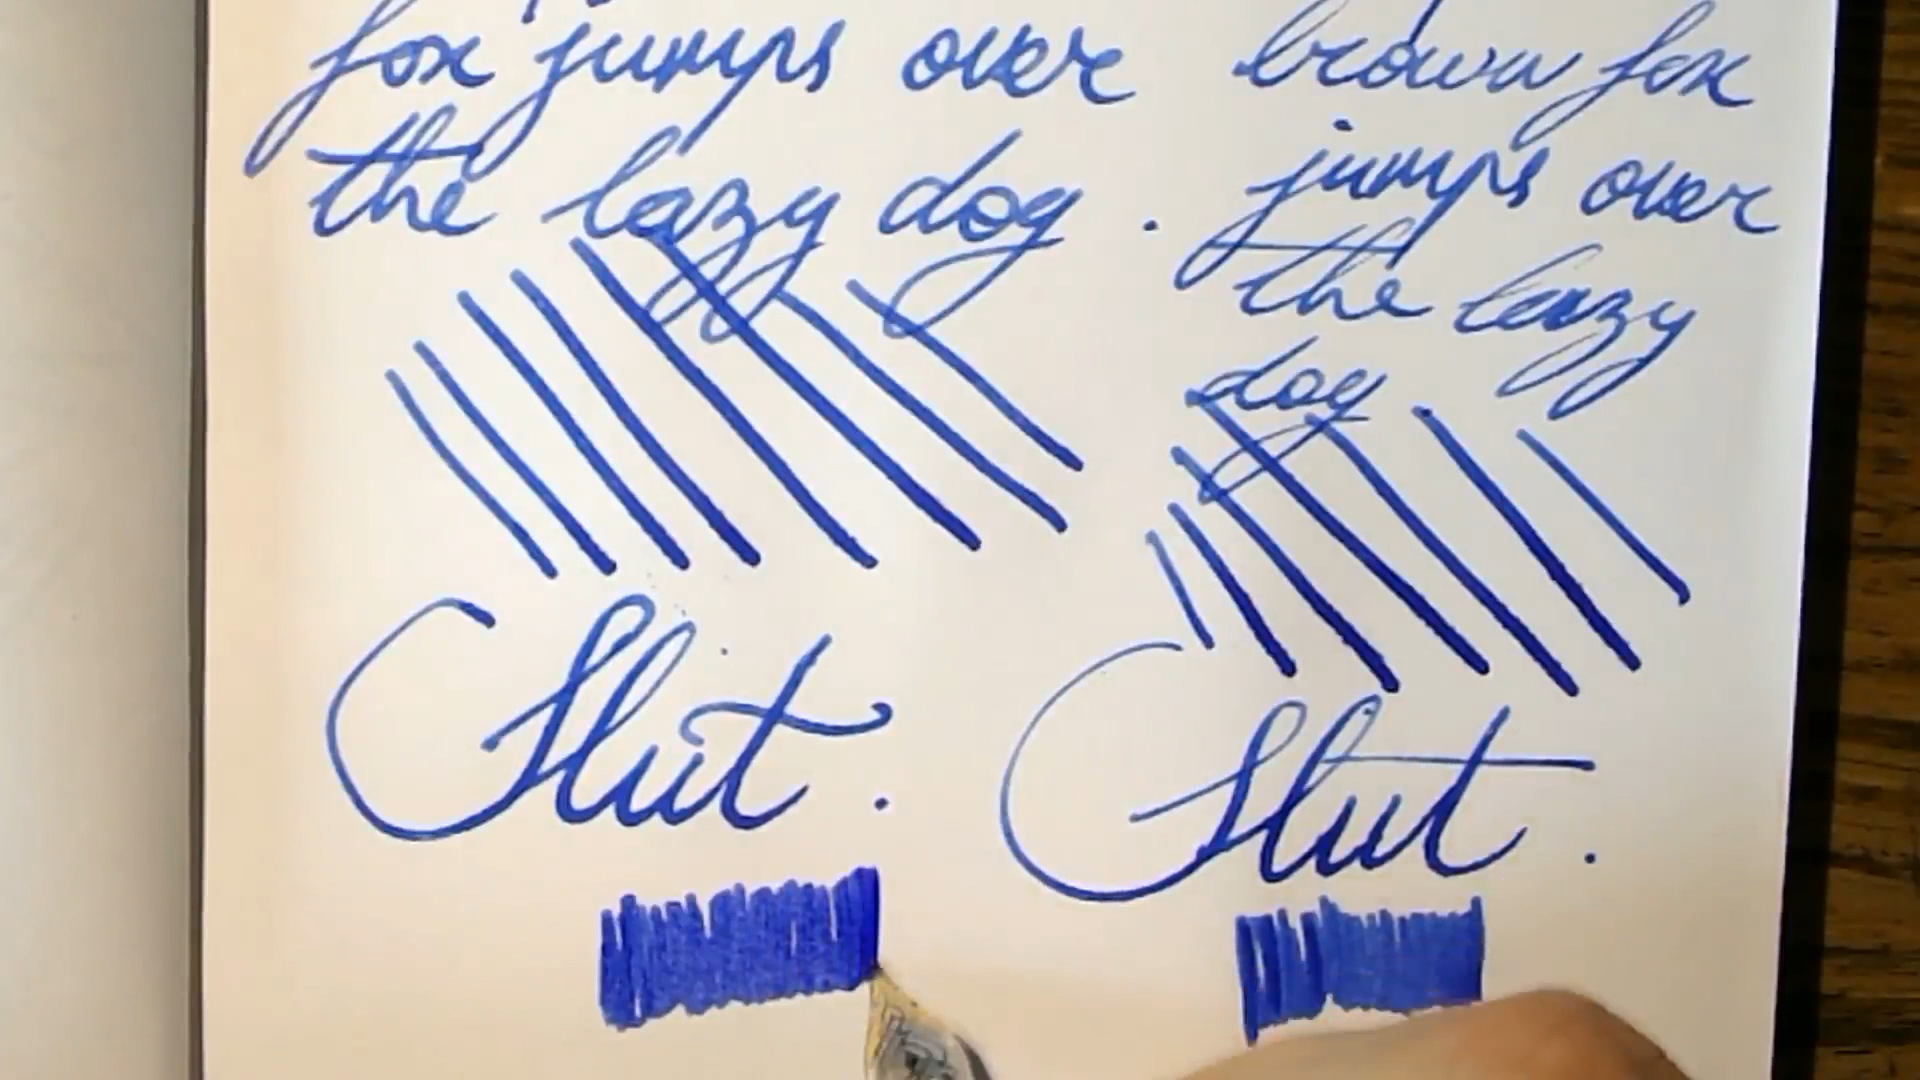 fox jumps over
the lazy dog.
brown fox
jumps over
the lazy
dog
Slut.
Slut.